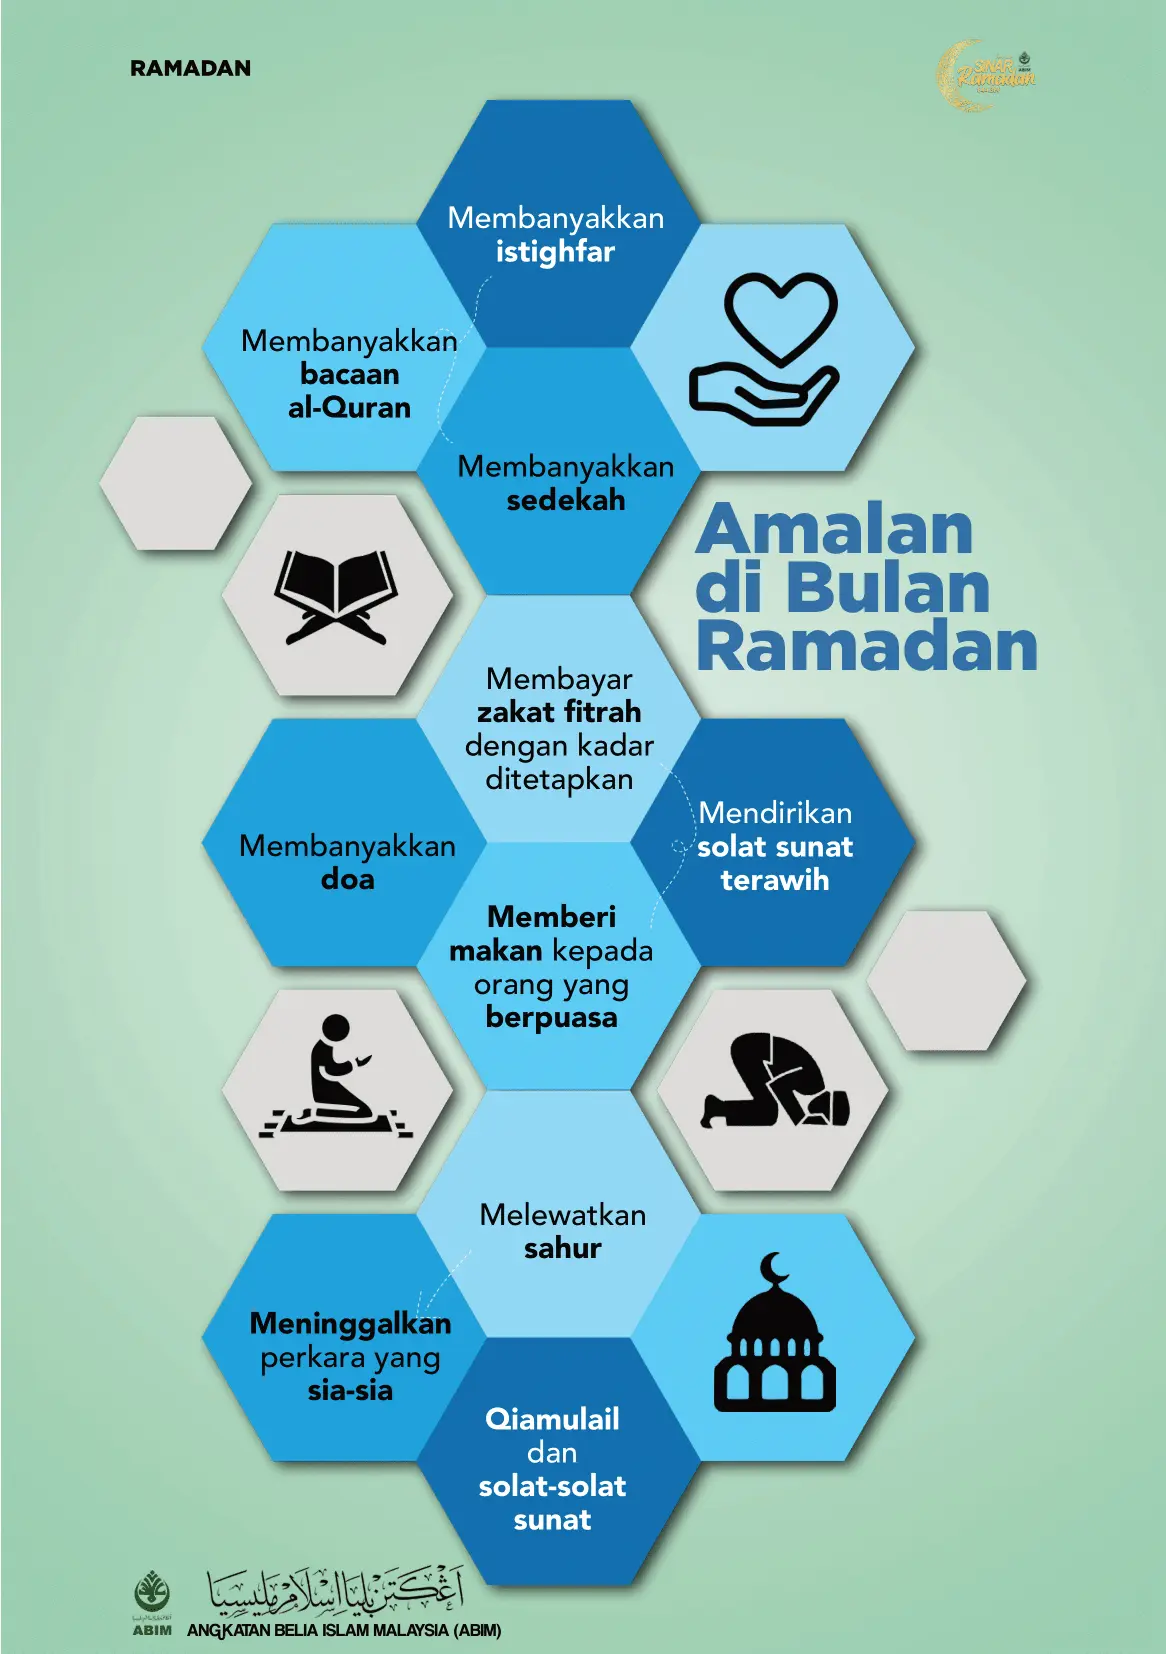 RAMADAN
SINAR
Ramadan
ABIM
Membanyakkan
istighfar
Membanyakkan
bacaan
al-Quran
Membanyakkan
sedekah
Amalan
di Bulan
Ramadan
Membayar
zakat fitrah
dengan kadar
ditetapkan
Mendirikan
solat sunat
terawih
Membanyakkan
doa
Memberi
makan kepada
orang yang
berpuasa
Melewatkan
sahur
Meninggalkan
perkara yang
sia-sia
Qiamulail
dan
solat-solat
sunat
اڠكتن بليا إسلام مليسيا
ABIM
ANGKATAN BELIA ISLAM MALAYSIA (ABIM)